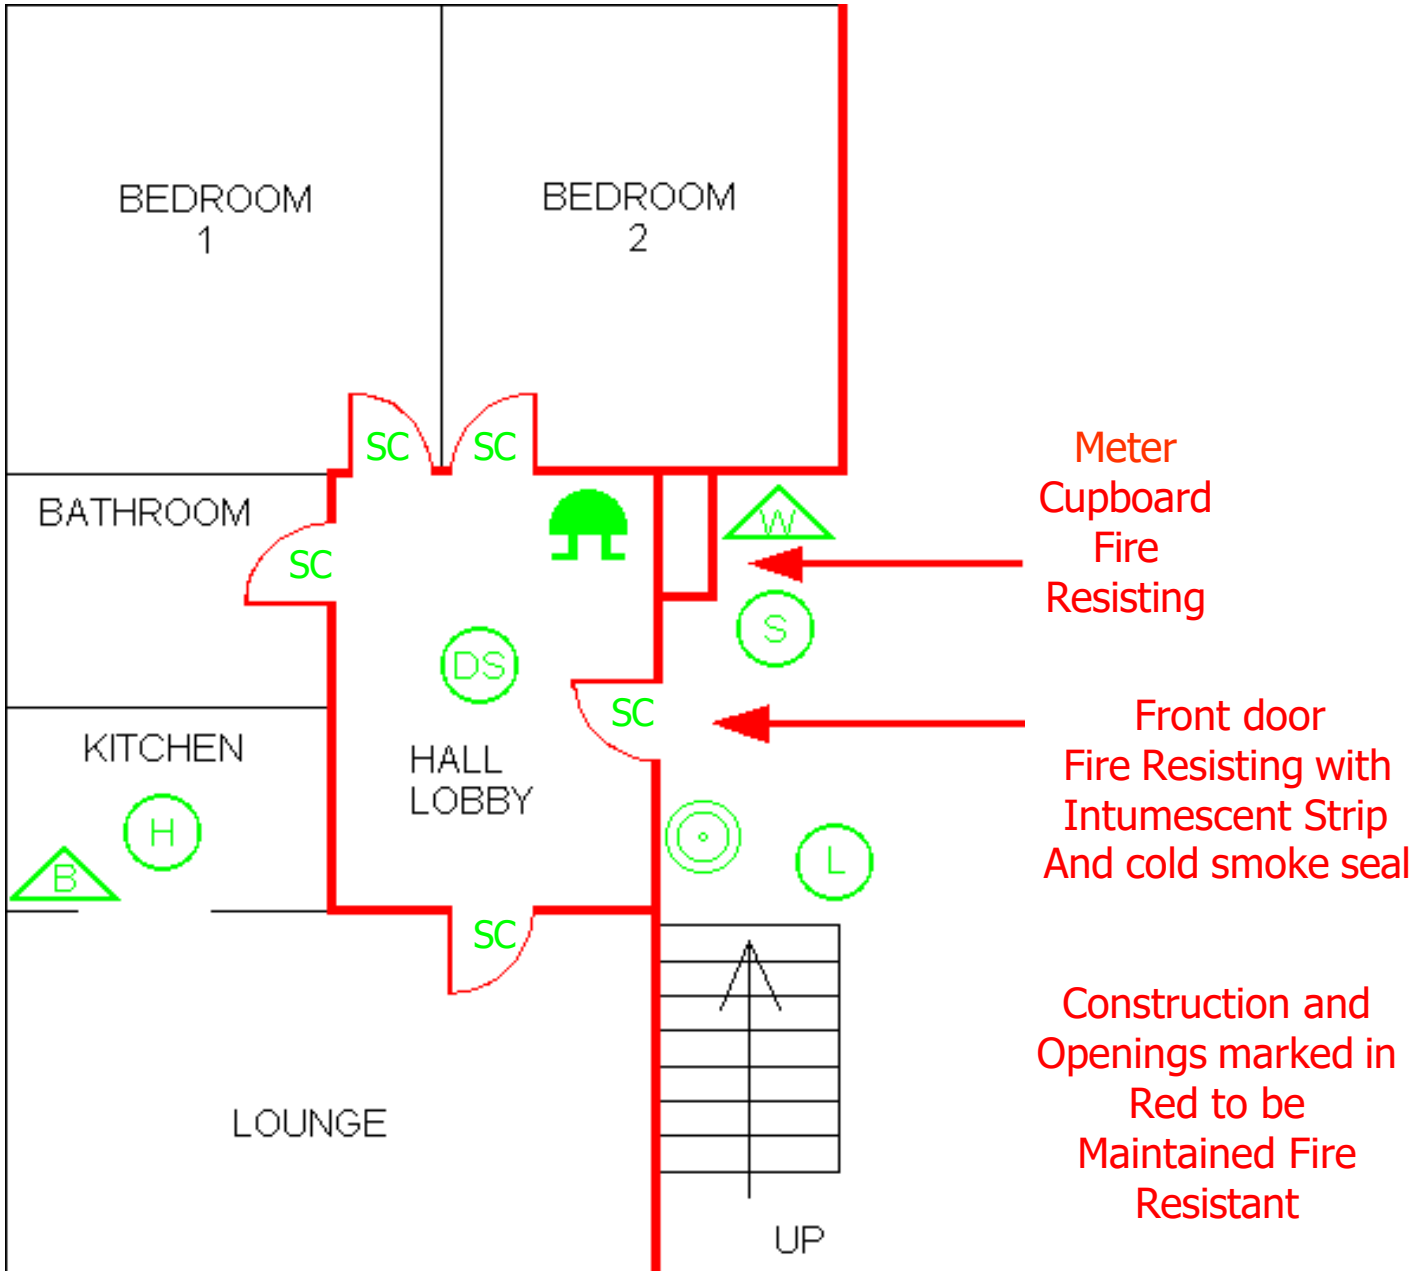 BEDROOM
1
BEDROOM
2
SC
SC
BATHROOM
SC
W
Meter
Cupboard
Fire
Resisting
S
DS
SC
Front door
Fire Resisting with
Intumescent Strip
And cold smoke seal
KITCHEN
H
B
HALL
LOBBY
L
SC
LOUNGE
UP
Construction and
Openings marked in
Red to be
Maintained Fire
Resistant